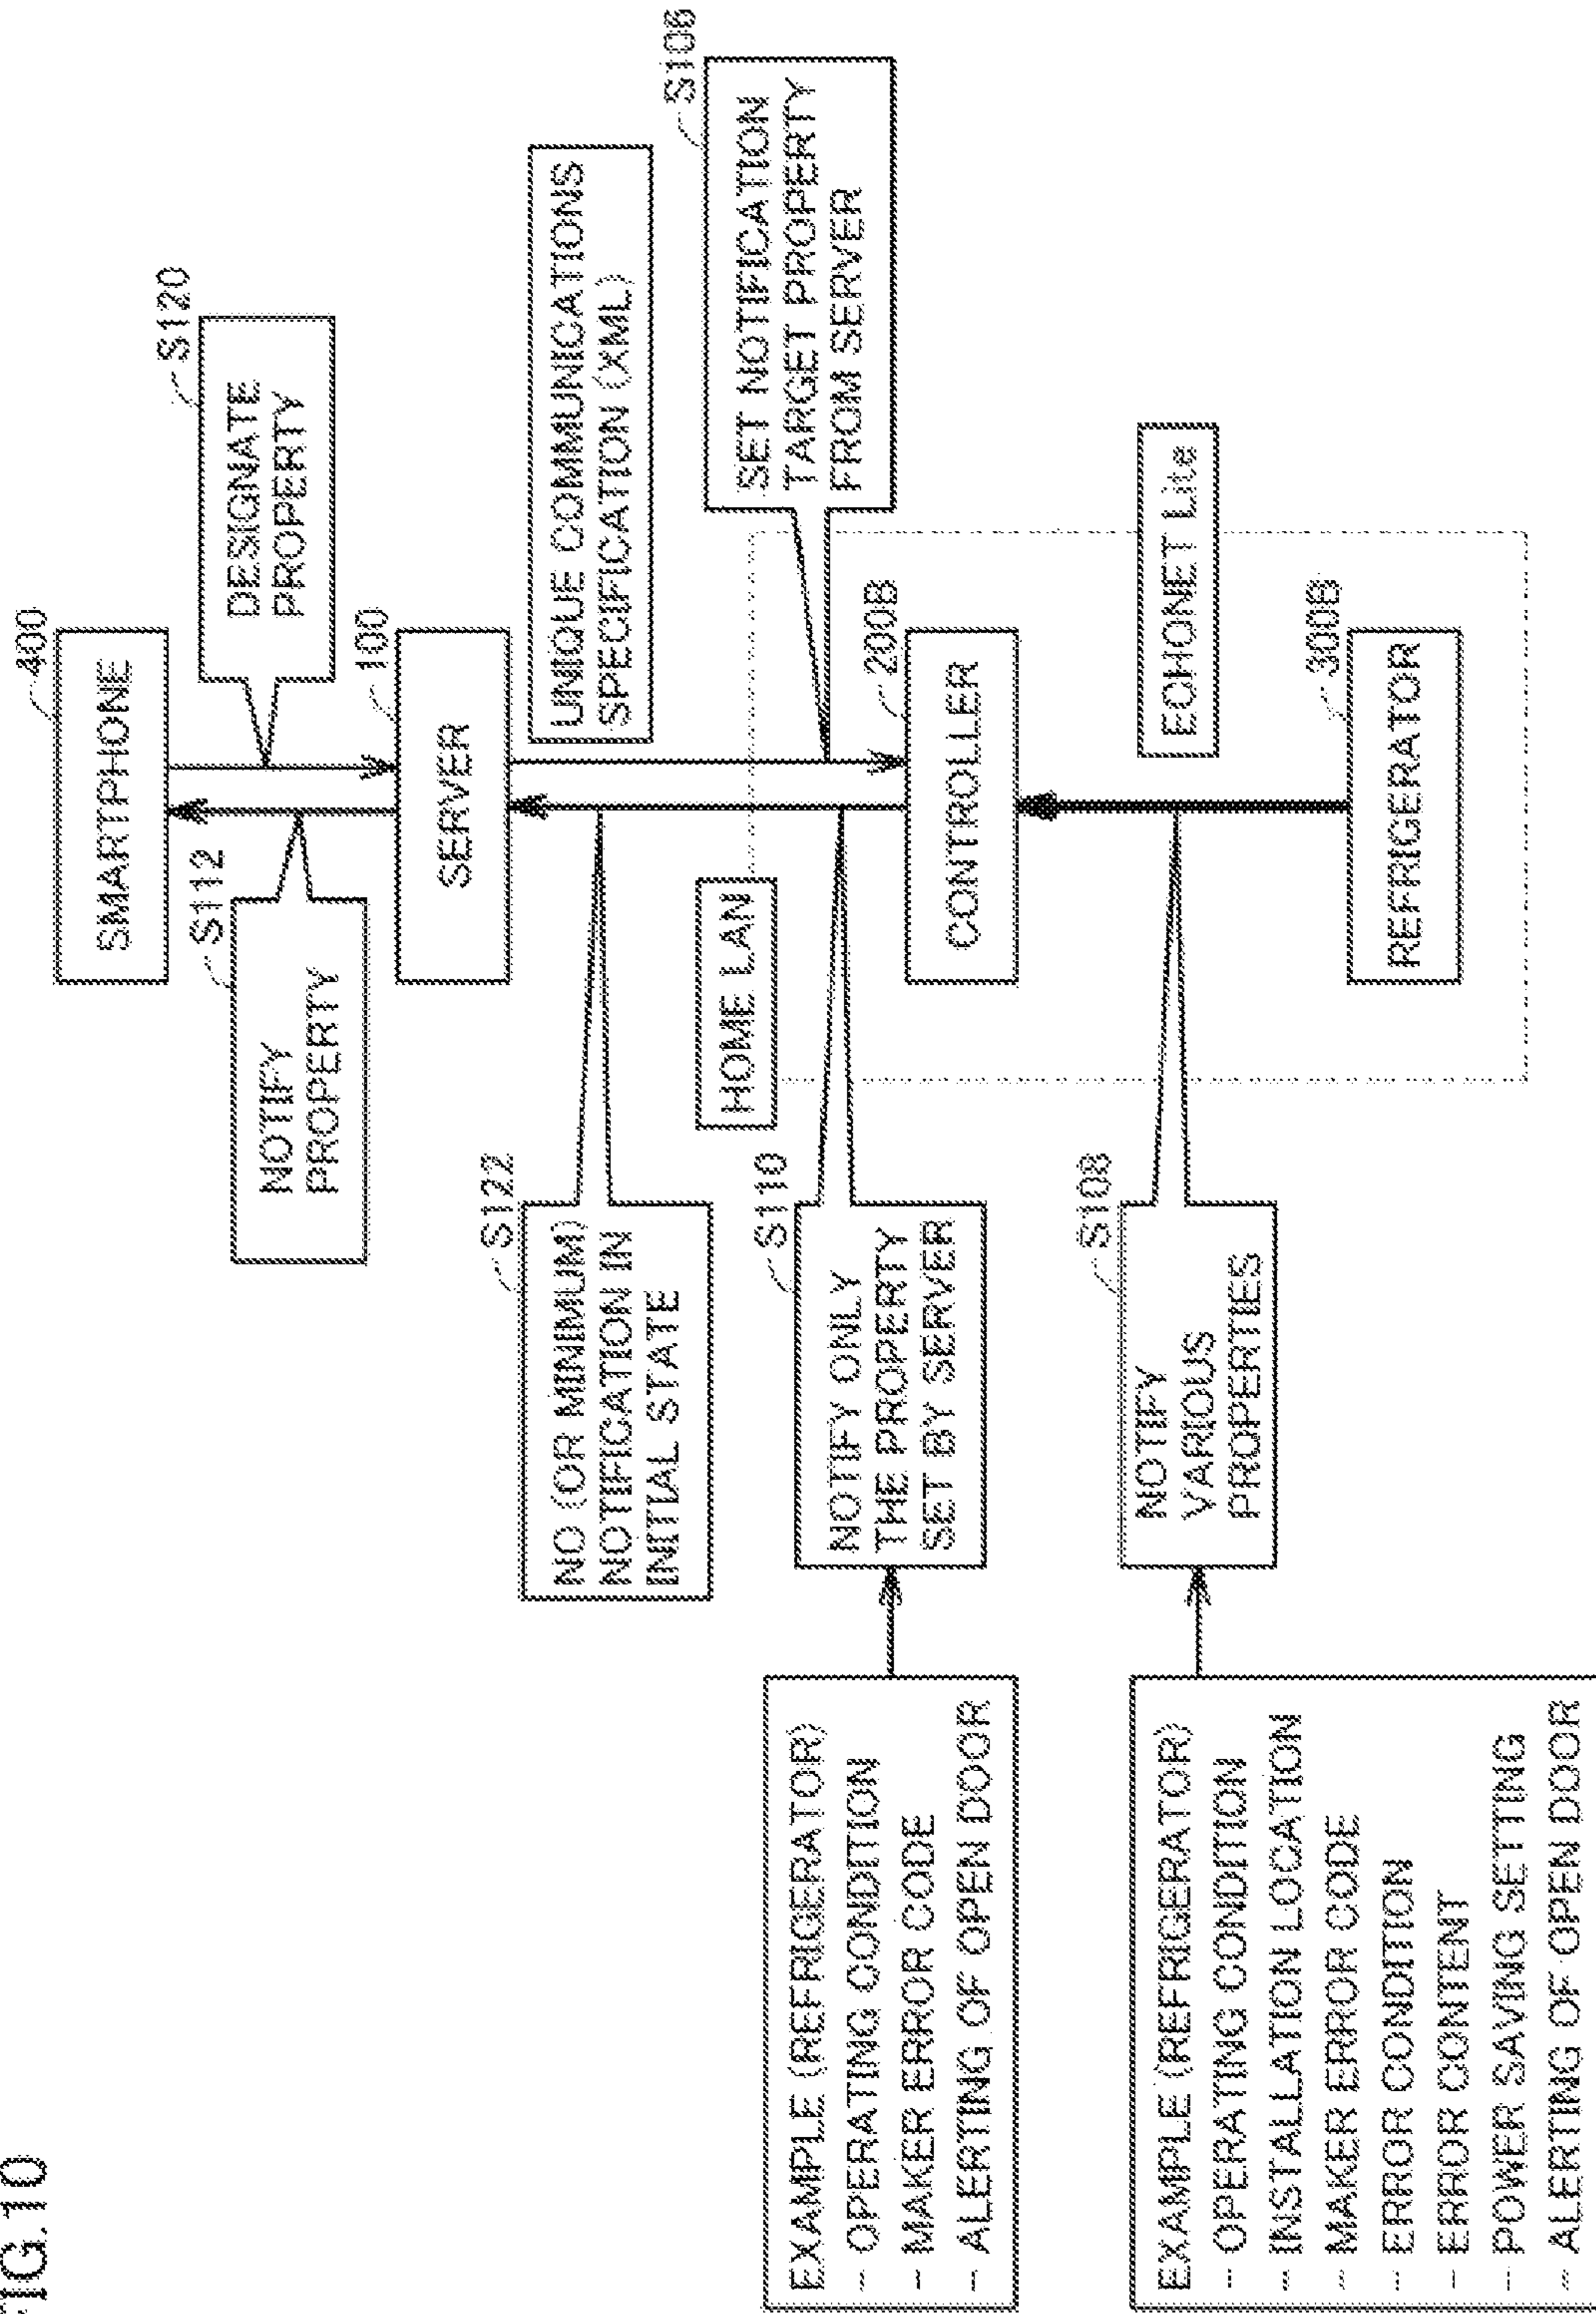 FIG.10
400
SMARTPHONE
S112
NOTIFY
PROPERTY
S120
DESIGNATE
PROPERTY
100
SERVER
UNIQUE COMMUNICATIONS
SPECIFICATION (XML)
S122
NO (OR MINIMUM)
NOTIFICATION IN
INITIAL STATE
HOME LAN
S106
SET NOTIFICATION
TARGET PROPERTY
FROM SERVER
EXAMPLE (REFRIGERATOR)
- OPERATING CONDITION
- MAKER ERROR CODE
- ALERTING OF OPEN DOOR
S110
NOTIFY ONLY
THE PROPERTY
SET BY SERVER
200B
CONTROLLER
ECHONET Lite
EXAMPLE (REFRIGERATOR)
- OPERATING CONDITION
- INSTALLATION LOCATION
- MAKER ERROR CODE
- ERROR CONDITION
- ERROR CONTENT
- POWER SAVING SETTING
- ALERTING OF OPEN DOOR
S108
NOTIFY
VARIOUS
PROPERTIES
300B
REFRIGERATOR